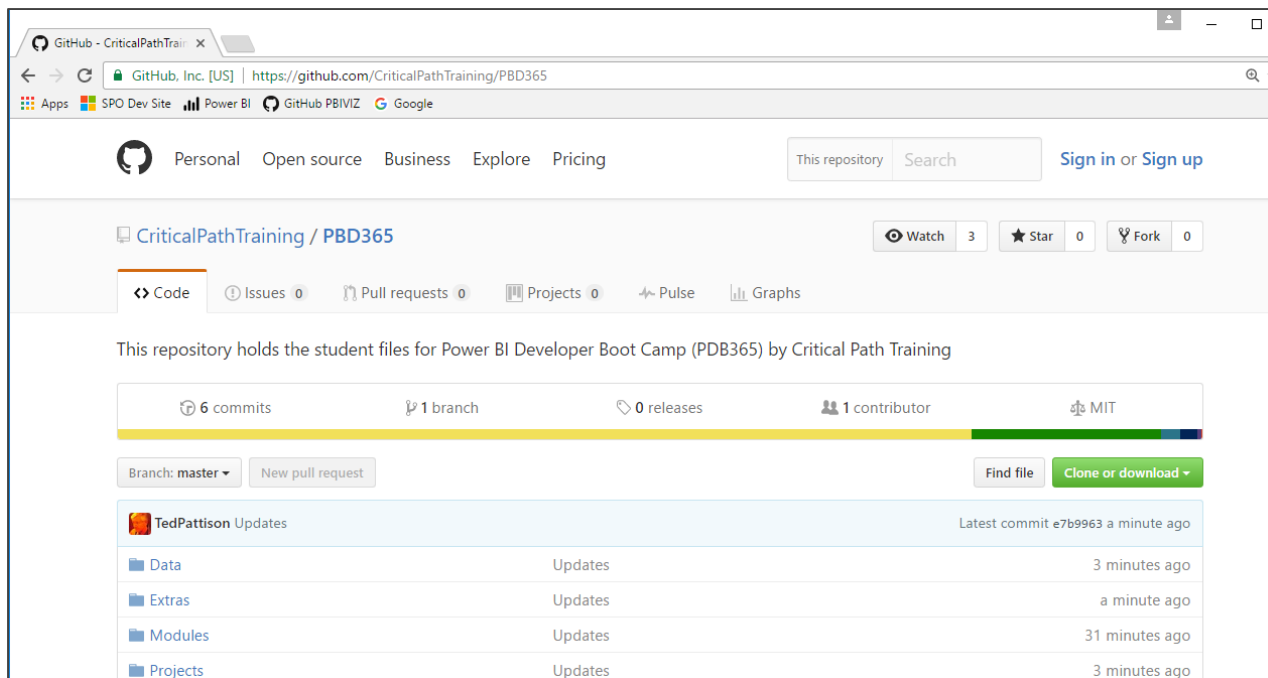 GitHub - CriticalPathTrain
GitHub, Inc. [US] | https://github.com/CriticalPathTraining/PBD365
Apps SPO Dev Site Power BI GitHub PBIVIZ Google
Personal Open source Business Explore Pricing This repository Search Sign in or Sign up
CriticalPathTraining / PBD365 Watch 3 Star 0 Fork 0
Code Issues 0 Pull requests 0 Projects 0 Pulse Graphs
This repository holds the student files for Power BI Developer Boot Camp (PDB365) by Critical Path Training
6 commits 1 branch 0 releases 1 contributor MIT
Branch: master New pull request Find file Clone or download
TedPattison Updates Latest commit e7b9963 a minute ago
Data Updates 3 minutes ago
Extras Updates a minute ago
Modules Updates 31 minutes ago
Projects Updates 3 minutes ago